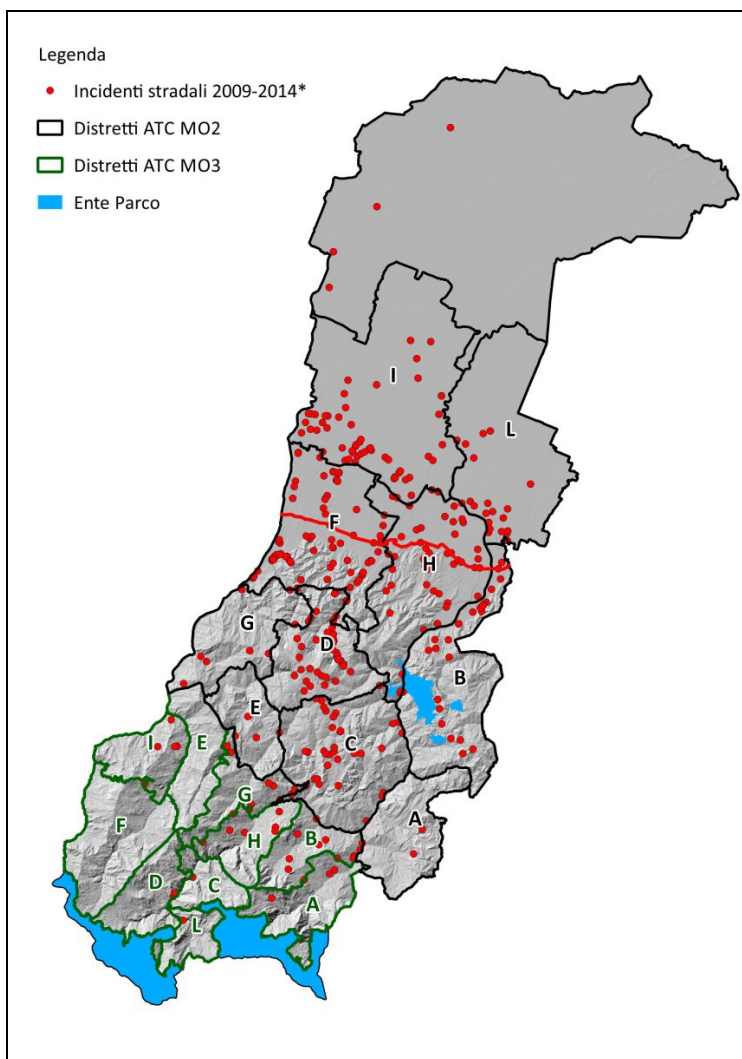 Legenda
Incidenti stradali 2009-2014*
Distretti ATC MO2
Distretti ATC MO3
Ente Parco
I
L
F
H
G
D
B
E
C
I
E
G
A
F
H
B
D
C
A
L